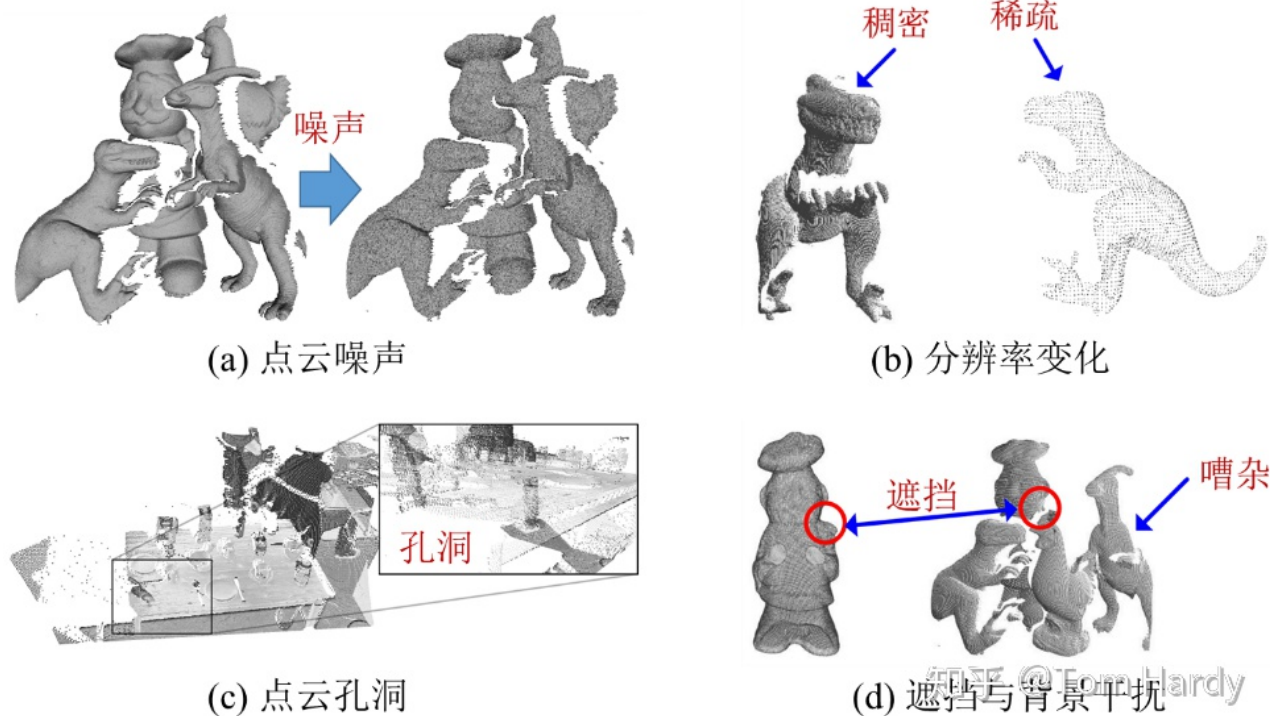 噪声
稠密
稀疏
(a) 点云噪声
(b) 分辨率变化
孔洞
遮挡
嘈杂
(c) 点云孔洞
(d) 遮挡与背景干扰
知乎 @Tom Hardy